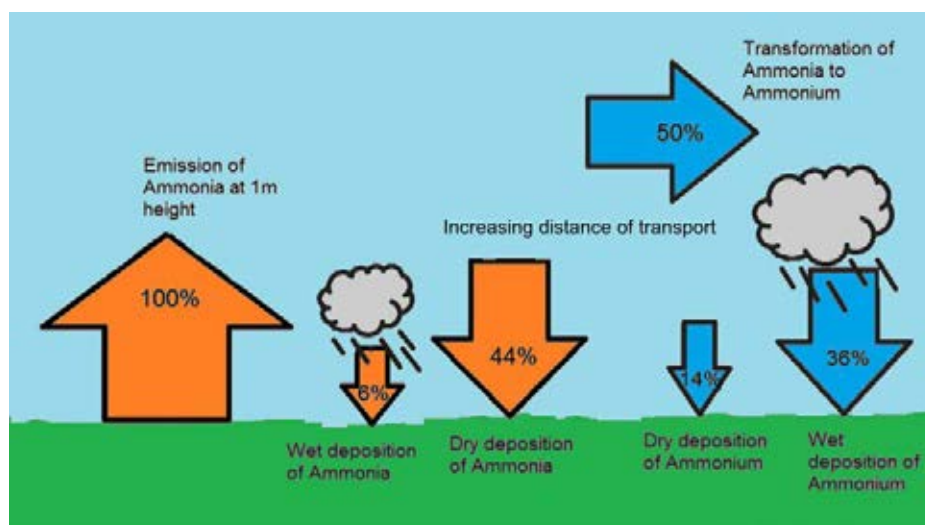 Transformation of
Ammonia to
Ammonium
50%
Emission of
Ammonia at 1m
height
Increasing distance of transport
100%
6%
44%
14%
36%
Wet deposition
of Ammonia
Dry deposition
of Ammonia
Dry deposition
of Ammonium
Wet
deposition of
Ammonium